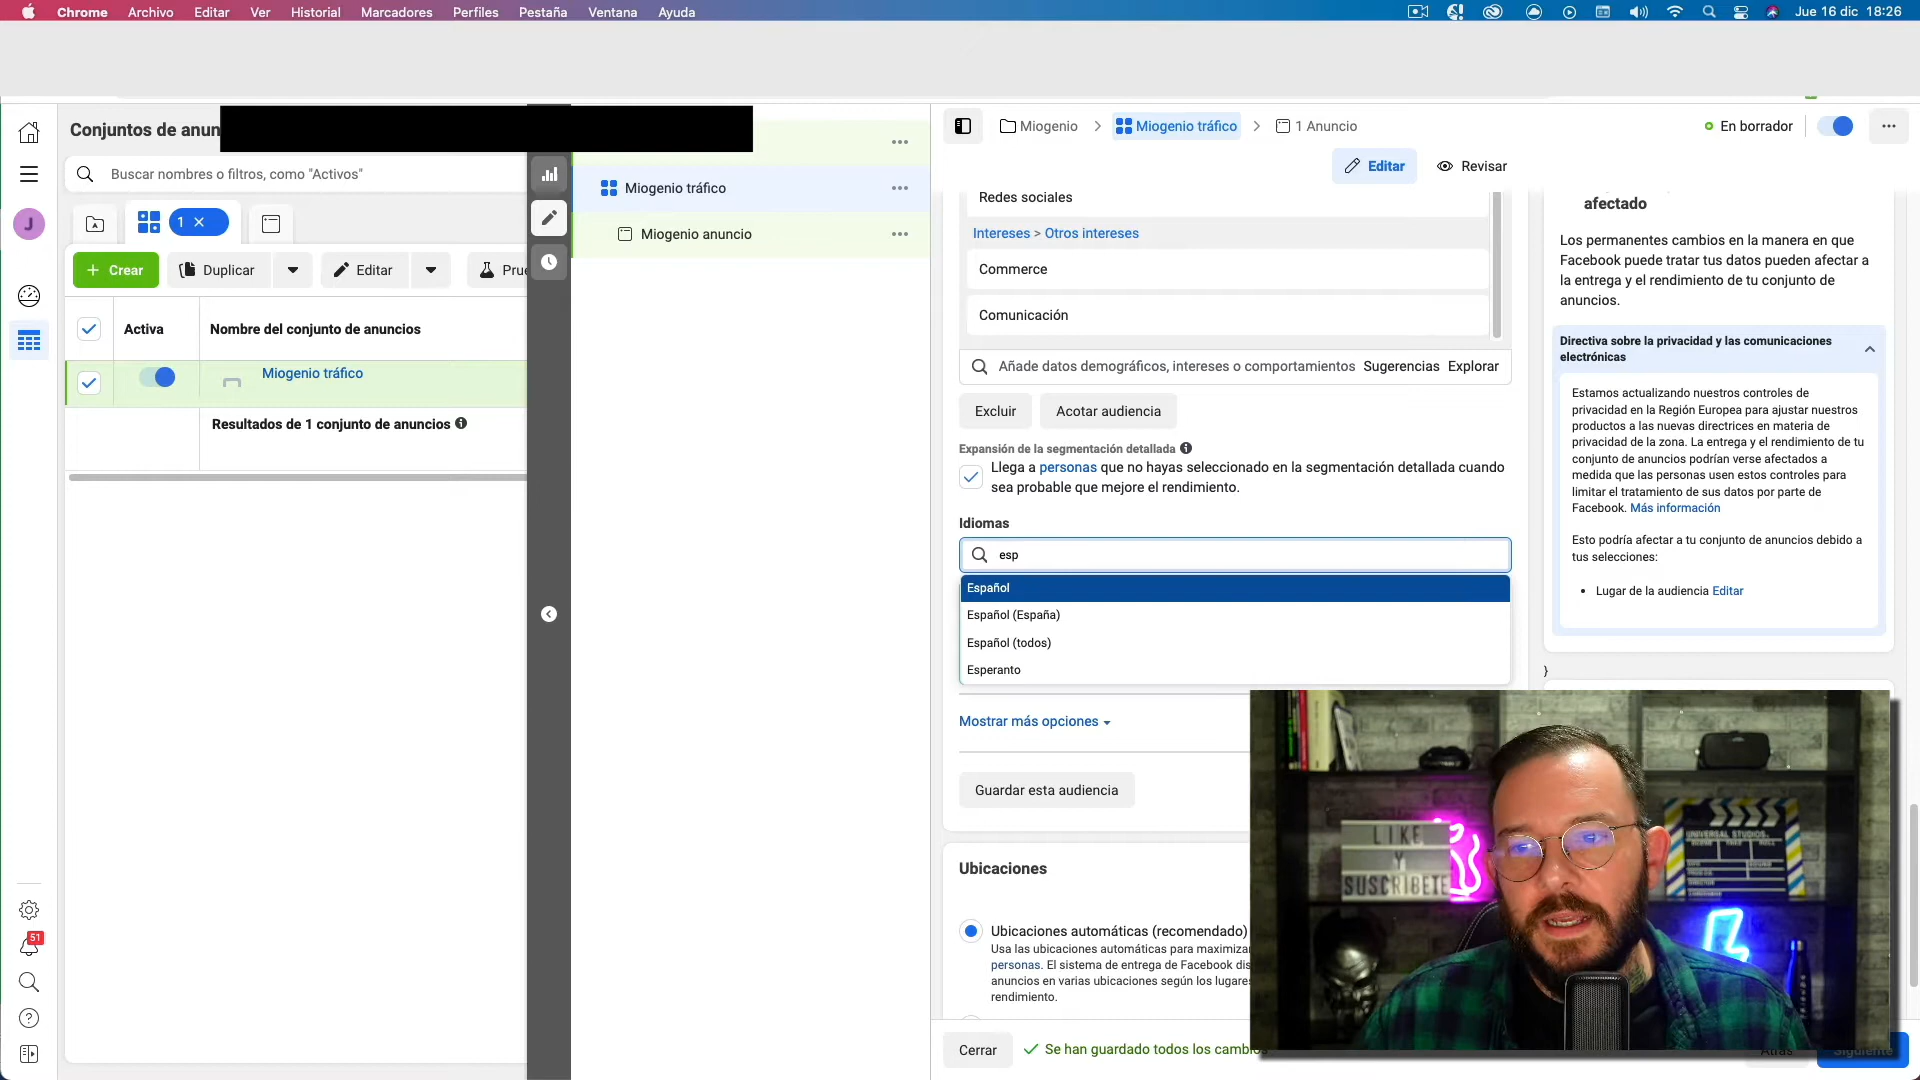 Chrome Archivo Editar Ver Historial Marcadores Perfiles Pestaña Ventana Ayuda
Jue 16 dic 18:26
Conjuntos de anun
Buscar nombres o filtros, como "Activos"
J
1
Crear Duplicar Editar Prue
Activa Nombre del conjunto de anuncios
Miogenio tráfico
Resultados de 1 conjunto de anuncios
51
Miogenio tráfico
Miogenio anuncio
Miogenio > Miogenio tráfico > 1 Anuncio
En borrador
Editar Revisar
Redes sociales
Intereses > Otros intereses
Commerce
Comunicación
Añade datos demográficos, intereses o comportamientos Sugerencias Explorar
Excluir Acotar audiencia
Expansión de la segmentación detallada
Llega a personas que no hayas seleccionado en la segmentación detallada cuando
sea probable que mejore el rendimiento.
Idiomas
esp
Español
Español (España)
Español (todos)
Esperanto
Mostrar más opciones
Guardar esta audiencia
Ubicaciones
Ubicaciones automáticas (recomendado)
Usa las ubicaciones automáticas para maximizar
personas. El sistema de entrega de Facebook dis
anuncios en varias ubicaciones según los lugares
rendimiento.
Cerrar Se han guardado todos los cambios
Atrás Siguiente
afectado
Los permanentes cambios en la manera en que
Facebook puede tratar tus datos pueden afectar a
la entrega y el rendimiento de tu conjunto de
anuncios.
Directiva sobre la privacidad y las comunicaciones
electrónicas
Estamos actualizando nuestros controles de
privacidad en la Región Europea para ajustar nuestros
productos a las nuevas directrices en materia de
privacidad de la zona. La entrega y el rendimiento de tu
conjunto de anuncios podrían verse afectados a
medida que las personas usen estos controles para
limitar el tratamiento de sus datos por parte de
Facebook. Más información
Esto podría afectar a tu conjunto de anuncios debido a
tus selecciones:
• Lugar de la audiencia Editar
}
LIKE
Y
SUSCRIBETE
UNIVERSAL STUDIOS